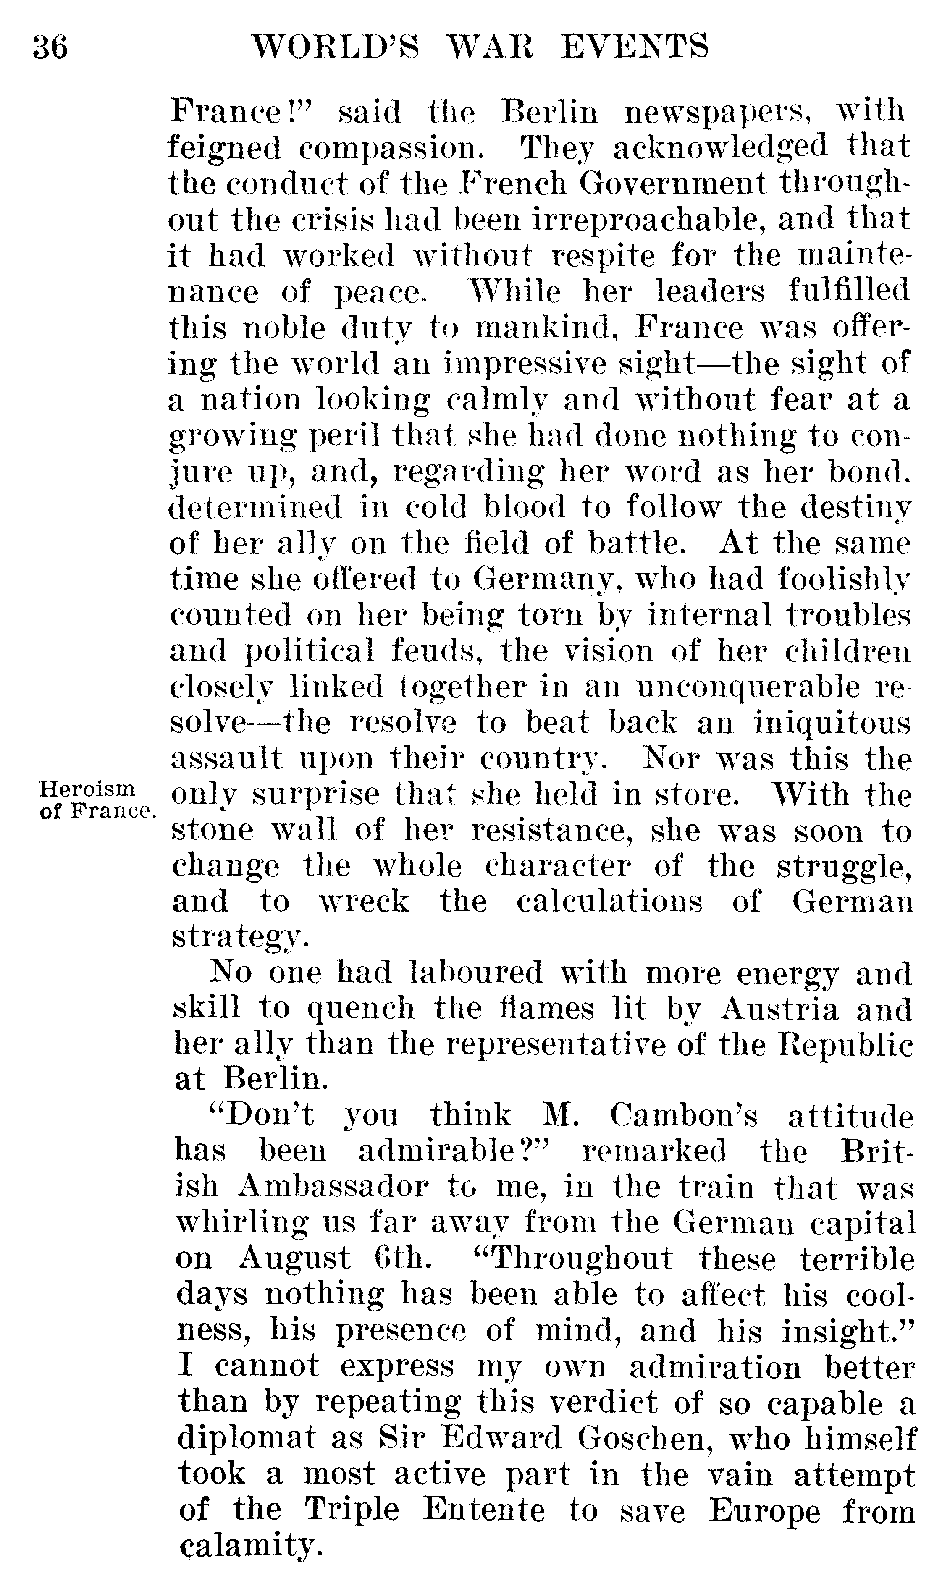 36 WORLD'S WAR EVENTS
France!" said the Berlin newspapers, with
feigned compassion. They acknowledged that
the conduct of the French Government through-
out the crisis had been irreproachable, and that
it had worked without respite for the mainte-
nance of peace. While her leaders fulfilled
this noble duty to mankind, France was offer-
ing the world an impressive sight—the sight of
a nation looking calmly and without fear at a
growing peril that she had done nothing to con-
jure up, and, regarding her word as her bond,
determined in cold blood to follow the destiny
of her ally on the field of battle. At the same
time she offered to Germany, who had foolishly
counted on her being torn by internal troubles
and political feuds, the vision of her children
closely linked together in an unconquerable re-
solve—the resolve to beat back an iniquitous
assault upon their country. Nor was this the
Heroism
of France.
only surprise that she held in store. With the
stone wall of her resistance, she was soon to
change the whole character of the struggle,
and to wreck the calculations of German
strategy.
No one had laboured with more energy and
skill to quench the flames lit by Austria and
her ally than the representative of the Republic
at Berlin.
"Don't you think M. Cambon's attitude
has been admirable?" remarked the Brit-
ish Ambassador to me, in the train that was
whirling us far away from the German capital
on August 6th. "Throughout these terrible
days nothing has been able to affect his cool-
ness, his presence of mind, and his insight."
I cannot express my own admiration better
than by repeating this verdict of so capable a
diplomat as Sir Edward Goschen, who himself
took a most active part in the vain attempt
of the Triple Entente to save Europe from
calamity.